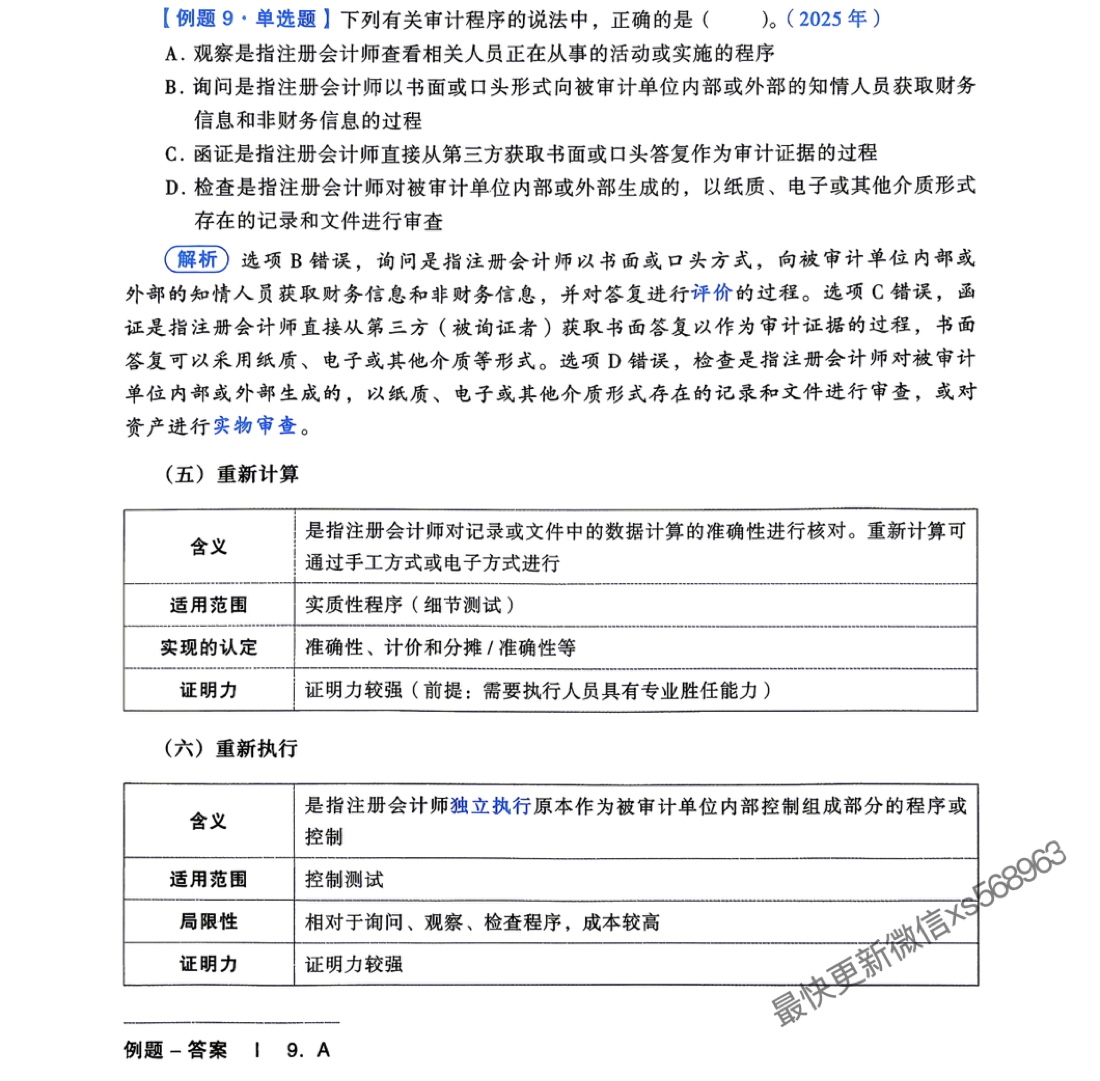 【例题 9·单选题】下列有关审计程序的说法中，正确的是（　　）。（2025 年）
A. 观察是指注册会计师查看相关人员正在从事的活动或实施的程序
B. 询问是指注册会计师以书面或口头形式向被审计单位内部或外部的知情人员获取财务
信息和非财务信息的过程
C. 函证是指注册会计师直接从第三方获取书面或口头答复作为审计证据的过程
D. 检查是指注册会计师对被审计单位内部或外部生成的，以纸质、电子或其他介质形式
存在的记录和文件进行审查
解析 选项 B 错误，询问是指注册会计师以书面或口头方式，向被审计单位内部或
外部的知情人员获取财务信息和非财务信息，并对答复进行评价的过程。选项 C 错误，函
证是指注册会计师直接从第三方（被询证者）获取书面答复以作为审计证据的过程，书面
答复可以采用纸质、电子或其他介质等形式。选项 D 错误，检查是指注册会计师对被审计
单位内部或外部生成的，以纸质、电子或其他介质形式存在的记录和文件进行审查，或对
资产进行实物审查。
（五）重新计算
含义
是指注册会计师对记录或文件中的数据计算的准确性进行核对。重新计算可
通过手工方式或电子方式进行
适用范围
实质性程序（细节测试）
实现的认定
准确性、计价和分摊 / 准确性等
证明力
证明力较强（前提：需要执行人员具有专业胜任能力）
（六）重新执行
含义
是指注册会计师独立执行原本作为被审计单位内部控制组成部分的程序或
控制
适用范围
控制测试
局限性
相对于询问、观察、检查程序，成本较高
证明力
证明力较强
最快更新微信xs568963
例题 – 答案 | 9. A